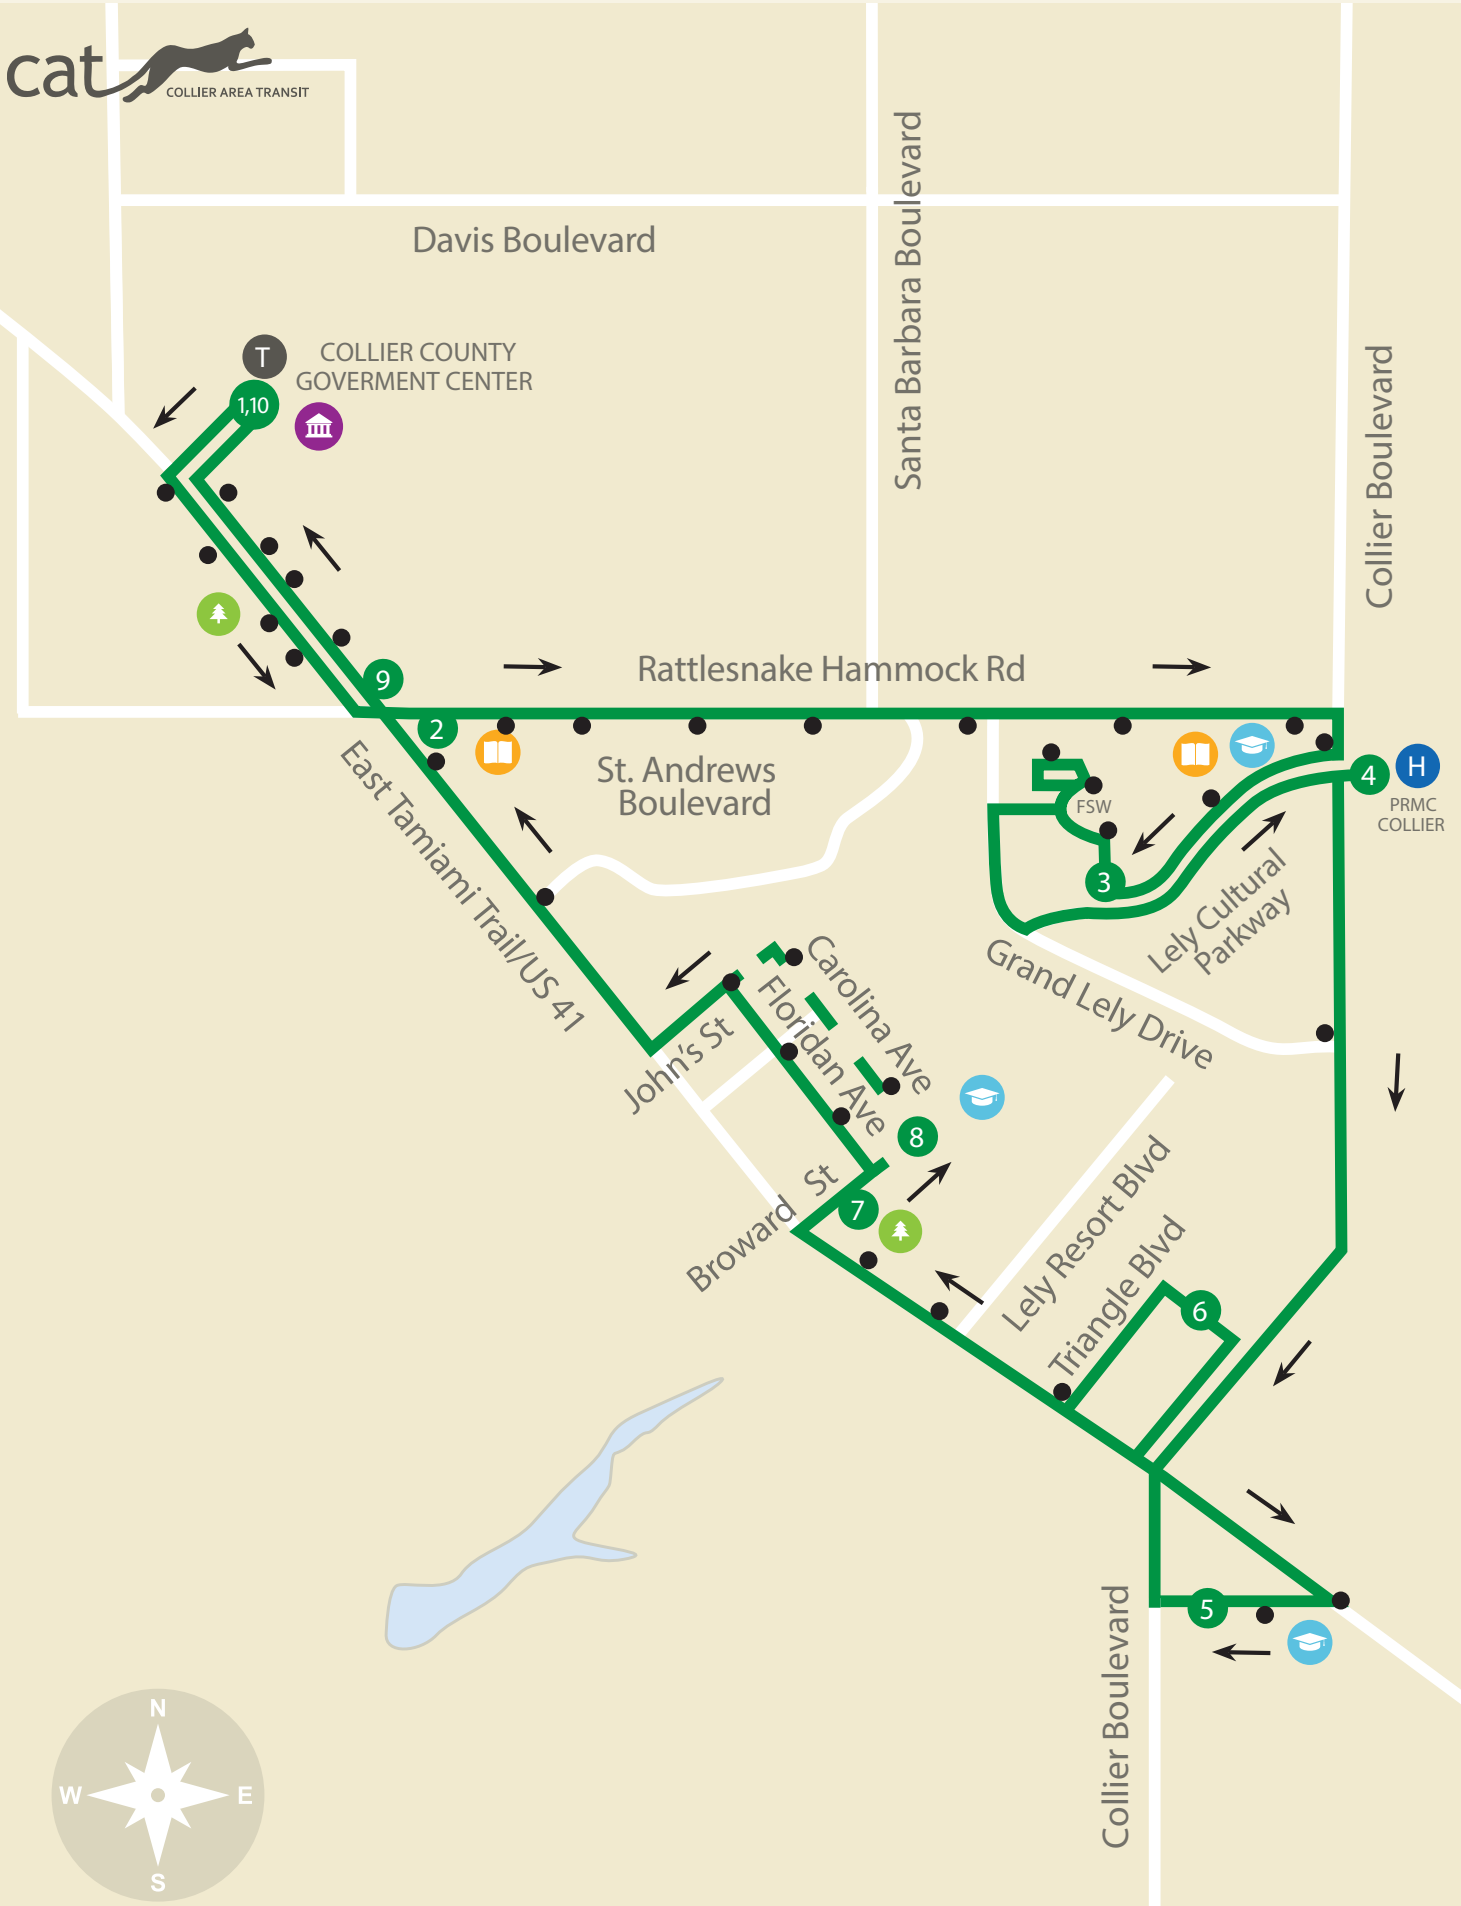 cat
COLLIER AREA TRANSIT
Davis Boulevard
Santa Barbara Boulevard
Collier Boulevard
T
COLLIER COUNTY
GOVERMENT CENTER
1,10
9
Rattlesnake Hammock Rd
2
St. Andrews
Boulevard
East Tamiami Trail/US 41
FSW
3
4
H
PRMC
COLLIER
Lely Cultural
Parkway
Grand Lely Drive
Carolina Ave
Floridan Ave
John's St
8
7
Broward St
Lely Resort Blvd
Triangle Blvd
6
5
Collier Boulevard
N
W
E
S